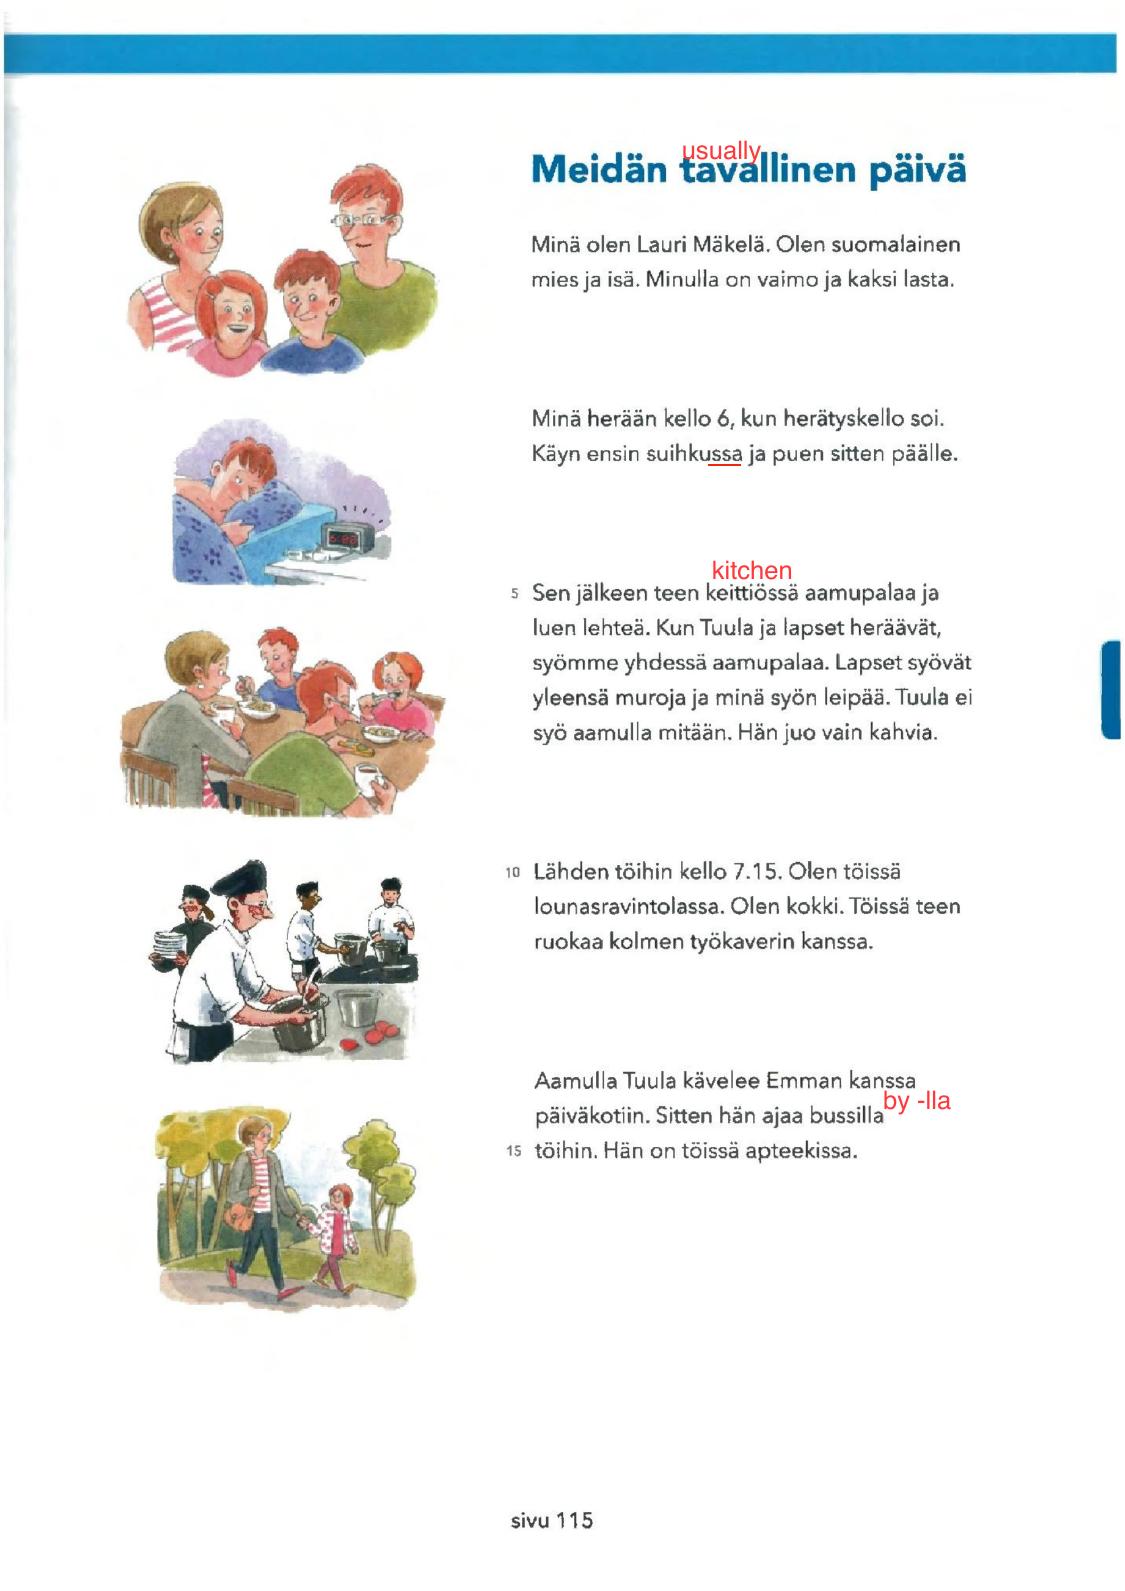 usually
Meidän tavallinen päivä
Minä olen Lauri Mäkelä. Olen suomalainen
mies ja isä. Minulla on vaimo ja kaksi lasta.
Minä herään kello 6, kun herätyskello soi.
Käyn ensin suihkussa ja puen sitten päälle.
kitchen
5 Sen jälkeen teen keittiössä aamupalaa ja
luen lehteä. Kun Tuula ja lapset heräävät,
syömme yhdessä aamupalaa. Lapset syövät
yleensä muroja ja minä syön leipää. Tuula ei
syö aamulla mitään. Hän juo vain kahvia.
10 Lähden töihin kello 7.15. Olen töissä
lounasravintolassa. Olen kokki. Töissä teen
ruokaa kolmen työkaverin kanssa.
Aamulla Tuula kävelee Emman kanssa
päiväkotiin. Sitten hän ajaa bussilla by -lla
15 töihin. Hän on töissä apteekissa.
sivu 115